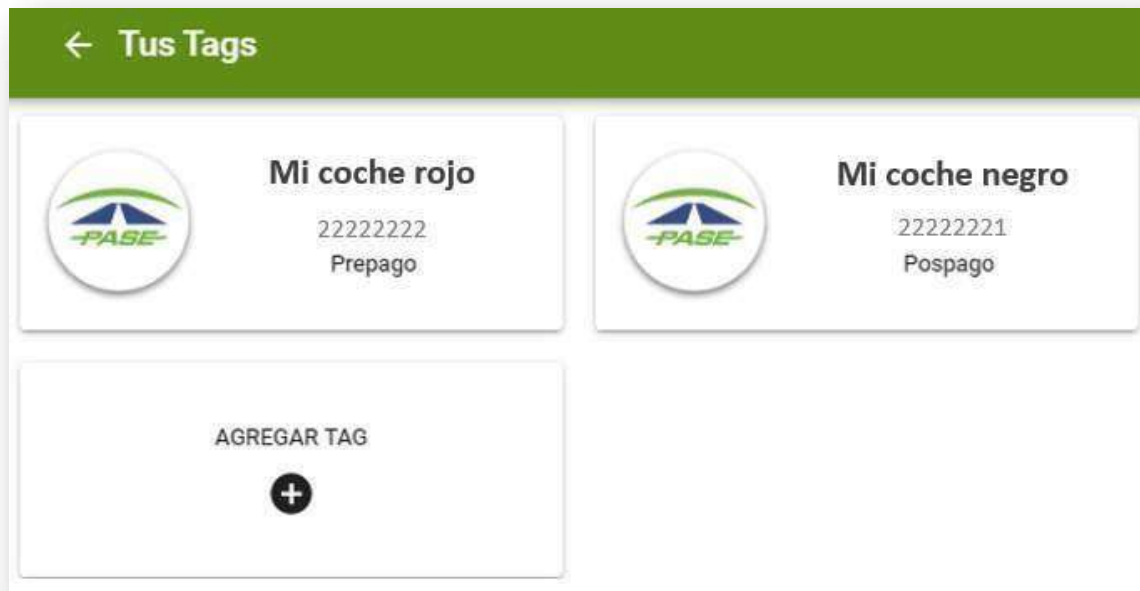 Tus Tags
Mi coche rojo
22222222
Prepago
PASE
Mi coche negro
22222221
Pospago
PASE
AGREGAR TAG